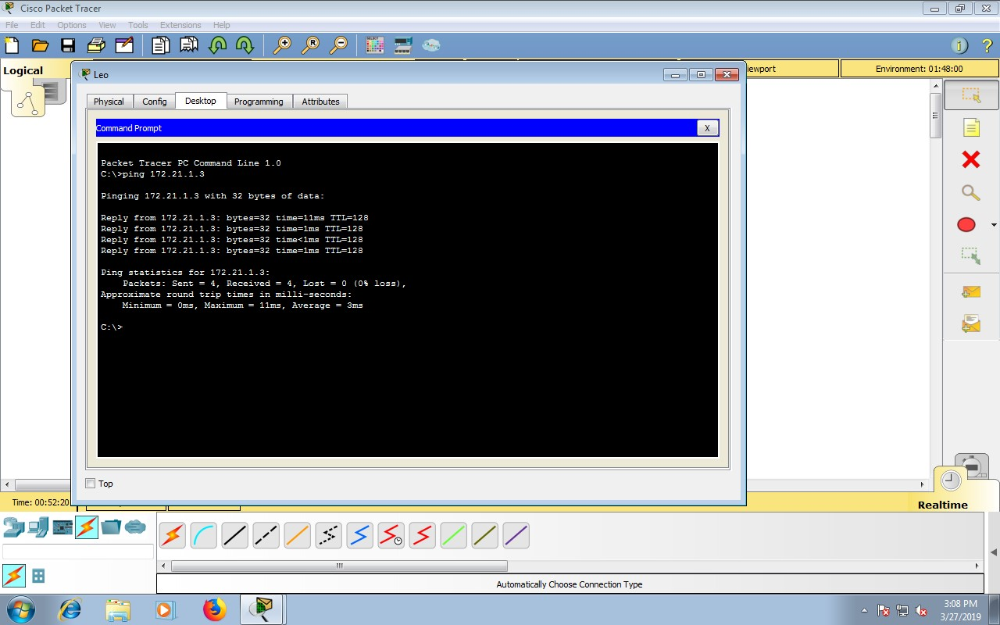 Cisco Packet Tracer
File Edit Options View Tools Extensions Help
Logical
Leo
Environment: 01:48:00
Physical Config Desktop Programming Attributes
Command Prompt
X
Packet Tracer PC Command Line 1.0
C:\>ping 172.21.1.3
Pinging 172.21.1.3 with 32 bytes of data:
Reply from 172.21.1.3: bytes=32 time=11ms TTL=128
Reply from 172.21.1.3: bytes=32 time=1ms TTL=128
Reply from 172.21.1.3: bytes=32 time<1ms TTL=128
Reply from 172.21.1.3: bytes=32 time=1ms TTL=128
Ping statistics for 172.21.1.3:
Packets: Sent = 4, Received = 4, Lost = 0 (0% loss),
Approximate round trip times in milli-seconds:
Minimum = 0ms, Maximum = 11ms, Average = 3ms
C:\>
Top
Time: 00:52:20
Realtime
Automatically Choose Connection Type
3:08 PM
3/27/2019